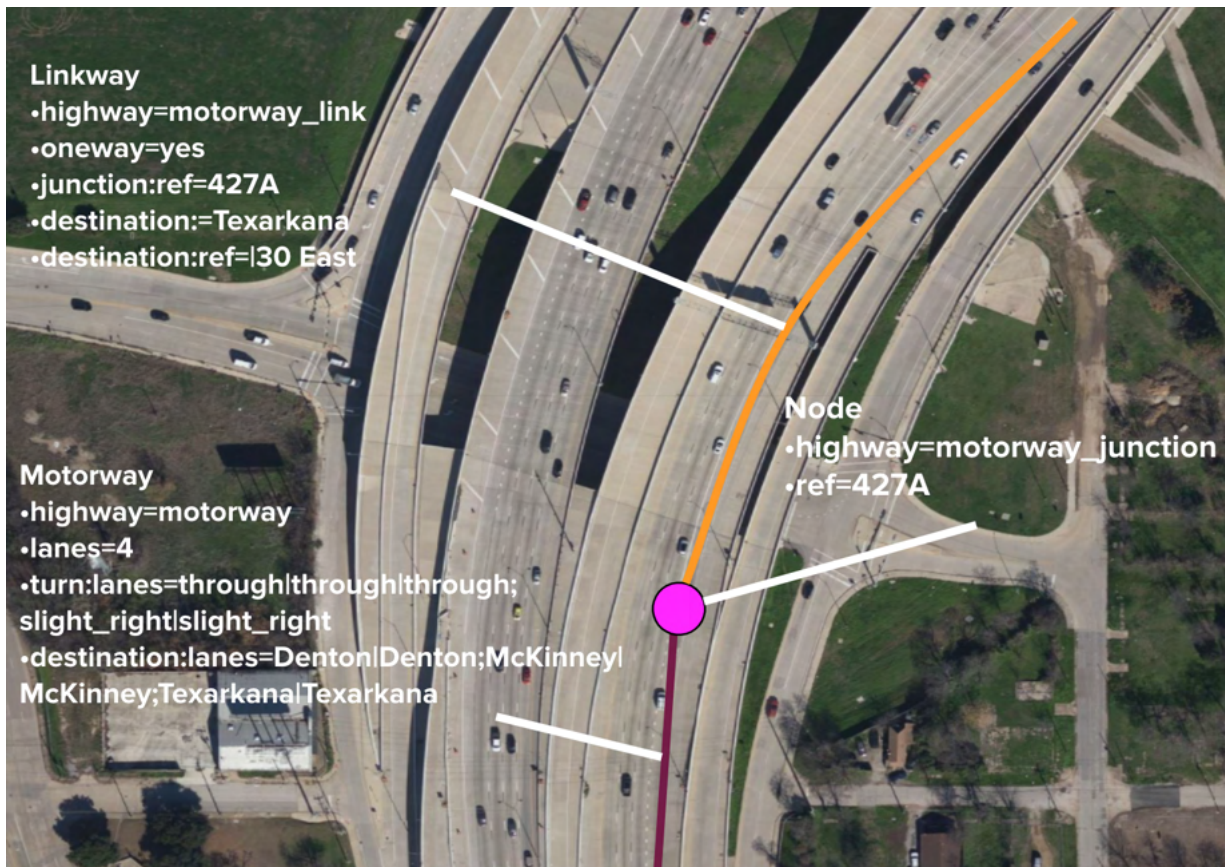 Linkway
•highway=motorway_link
•oneway=yes
•junction:ref=427A
•destination:=Texarkana
•destination:ref=|30 East
Node
•highway=motorway_junction
•ref=427A
Motorway
•highway=motorway
•lanes=4
•turn:lanes=through|through|through;
slight_right|slight_right
•destination:lanes=Denton|Denton;McKinney|
McKinney;Texarkana|Texarkana